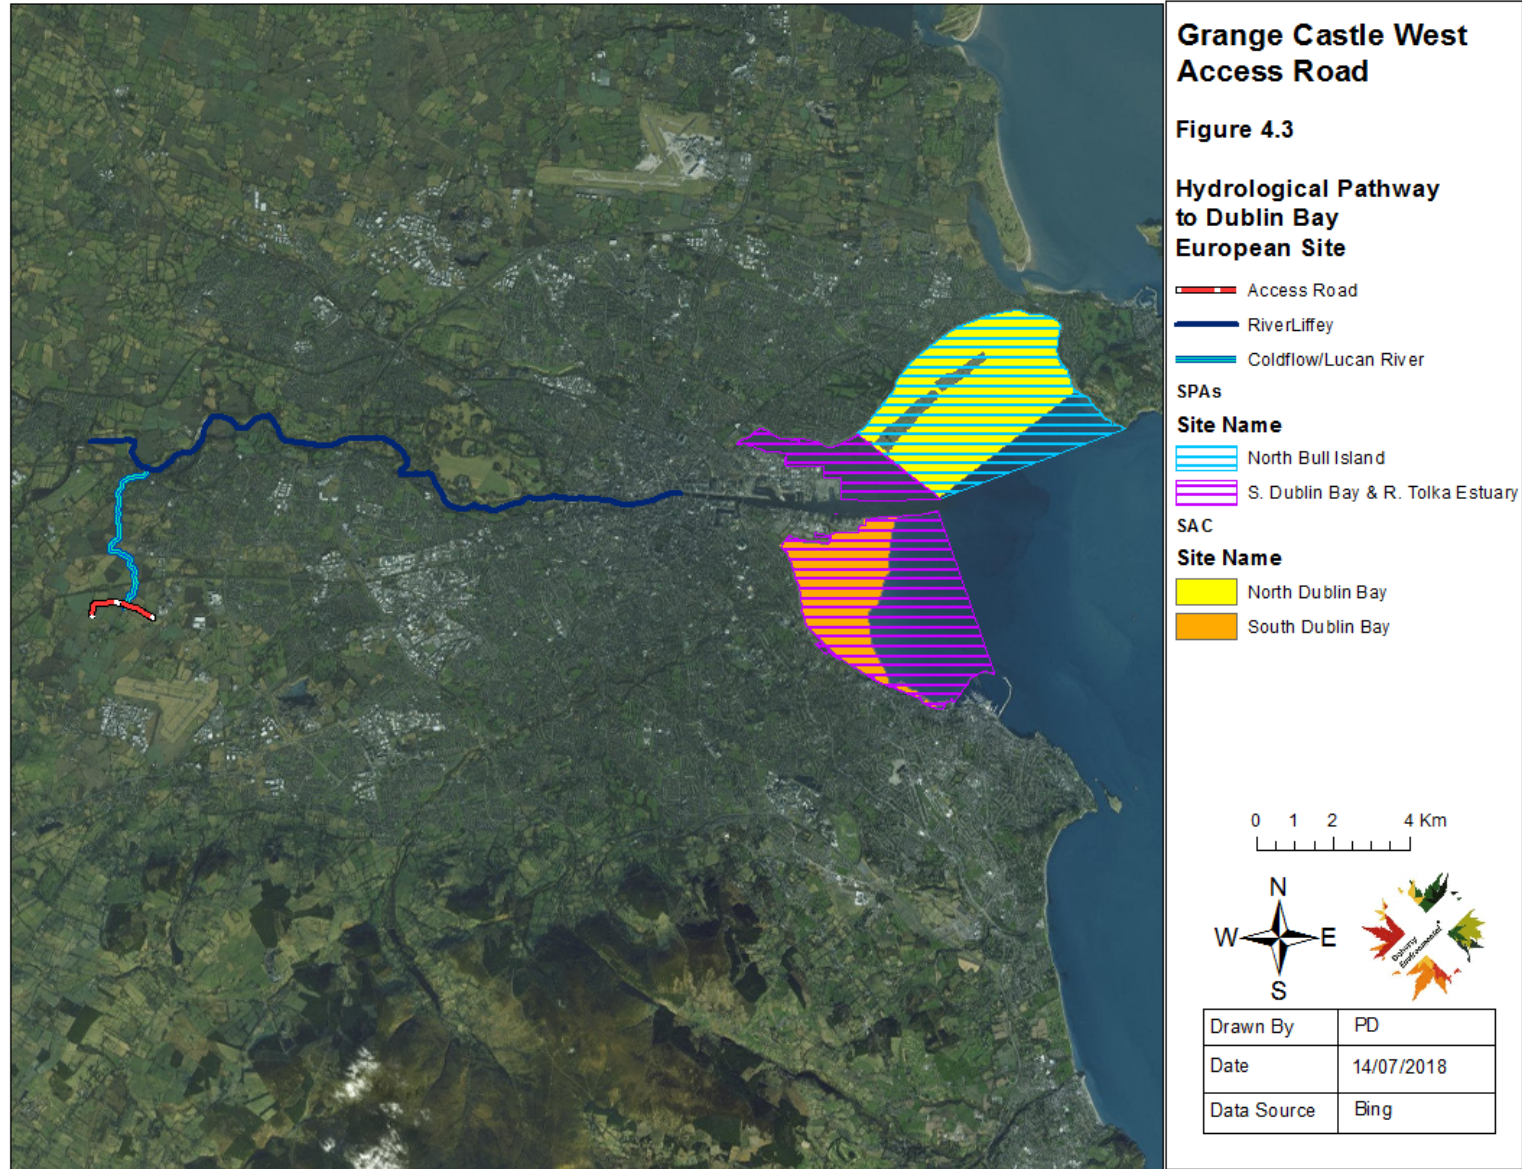 Grange Castle West
Access Road
Figure 4.3
Hydrological Pathway
to Dublin Bay
European Site
Access Road
RiverLiffey
Coldflow/Lucan River
SPAs
Site Name
North Bull Island
S. Dublin Bay & R. Tolka Estuary
SAC
Site Name
North Dublin Bay
South Dublin Bay
0 1 2 4 Km
N
W E
S
Doherty
Environmental
Drawn By PD
Date 14/07/2018
Data Source Bing